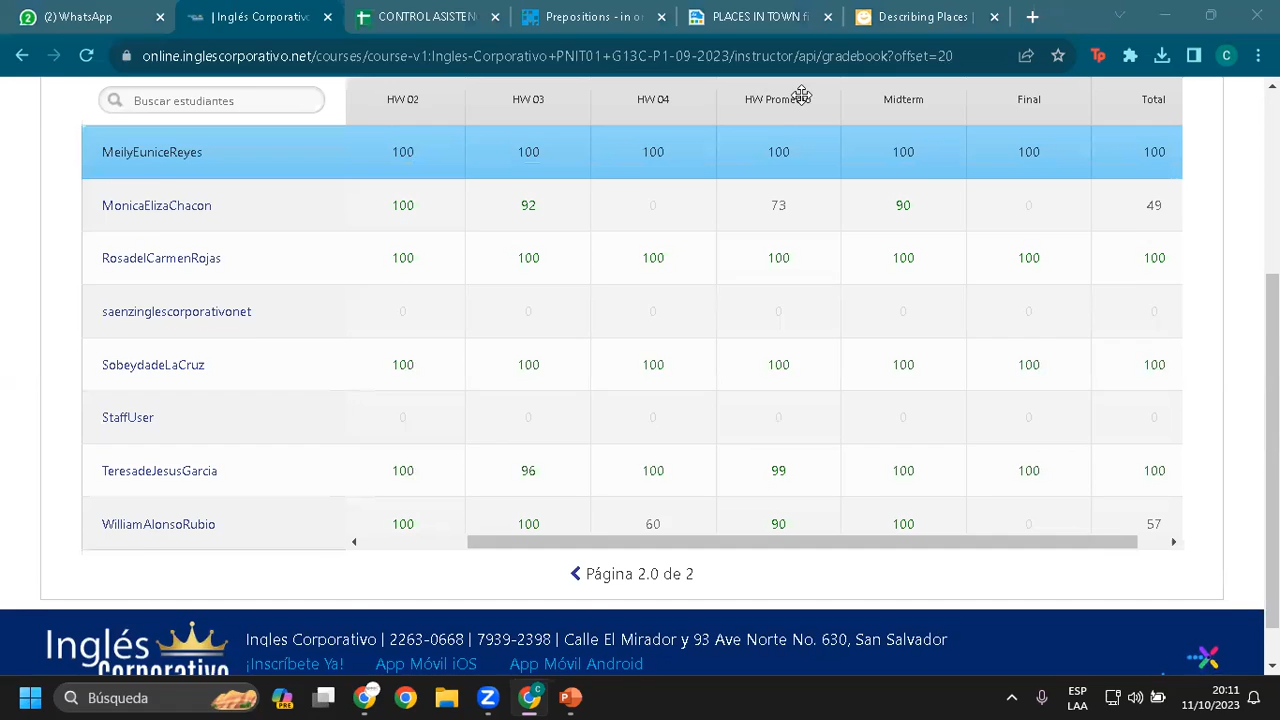 (2) WhatsApp
| Inglés Corporativ
CONTROL ASISTEN
Prepositions - in o
PLACES IN TOWN f
Describing Places |
online.inglescorporativo.net/courses/course-v1:Ingles-Corporativo+PNIT01+G13C-P1-09-2023/instructor/api/gradebook?offset=20
Buscar estudiantes
HW 02 HW 03 HW 04 Midterm Final Total
MeilyEuniceReyes 100 100 100 100 100 100 100
MonicaElizaChacon 100 92 0 73 90 0 49
RosadelCarmenRojas 100 100 100 100 100 100 100
saenzinglescorporativonet 0 0 0 0 0 0 0
SobeydadeLaCruz 100 100 100 100 100 100 100
StaffUser 0 0 0 0 0 0 0
TeresadeJesusGarcia 100 96 100 99 100 100 100
WilliamAlonsoRubio 100 100 60 90 100 0 57
Página 2.0 de 2
Inglés Corporativo
Ingles Corporativo | 2263-0668 | 7939-2398 | Calle El Mirador y 93 Ave Norte No. 630, San Salvador
¡Inscríbete Ya! App Móvil iOS App Móvil Android
Búsqueda
PRE
ESP
LAA
20:11
11/10/2023